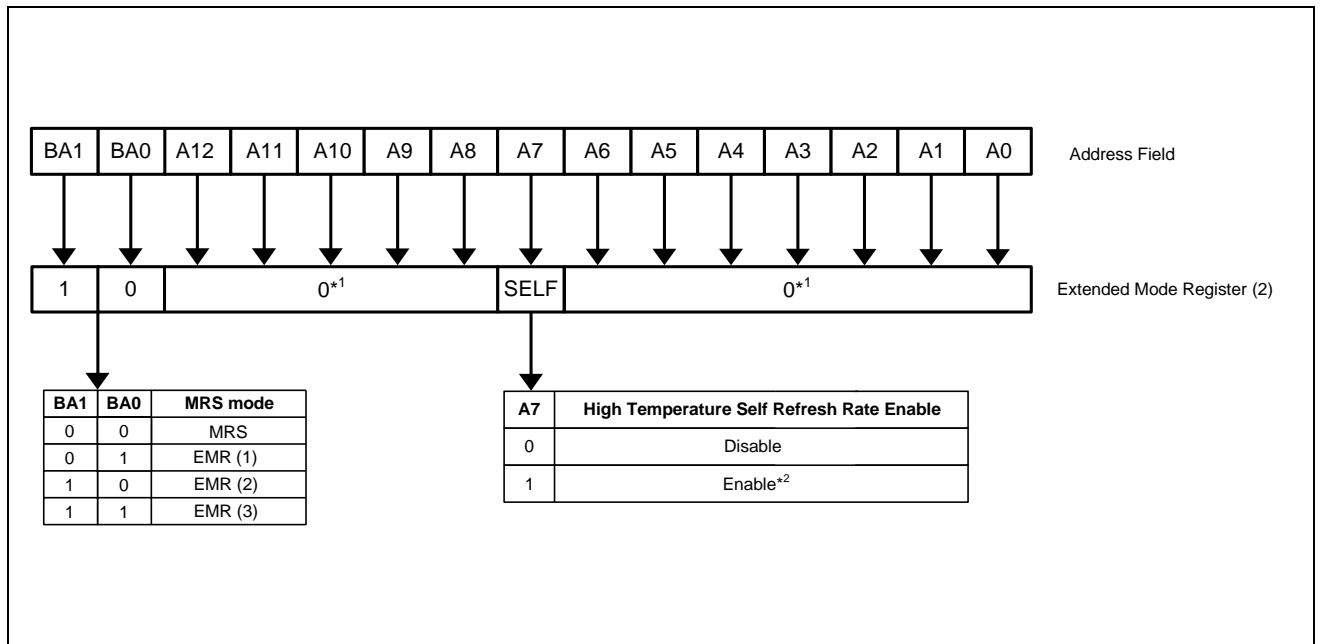 BA1 BA0 A12 A11 A10 A9 A8 A7 A6 A5 A4 A3 A2 A1 A0 Address Field
1 0 0*1 SELF 0*1 Extended Mode Register (2)
BA1 BA0 MRS mode
0 0 MRS
0 1 EMR (1)
1 0 EMR (2)
1 1 EMR (3)
A7 High Temperature Self Refresh Rate Enable
0 Disable
1 Enable*2